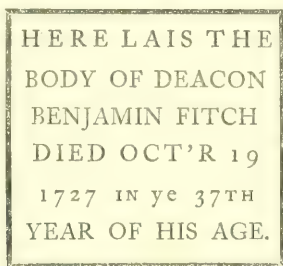 HERE LAIS THE
BODY OF DEACON
BENJAMIN FITCH
DIED OCT'R 19
1727 IN ye 37TH
YEAR OF HIS AGE.